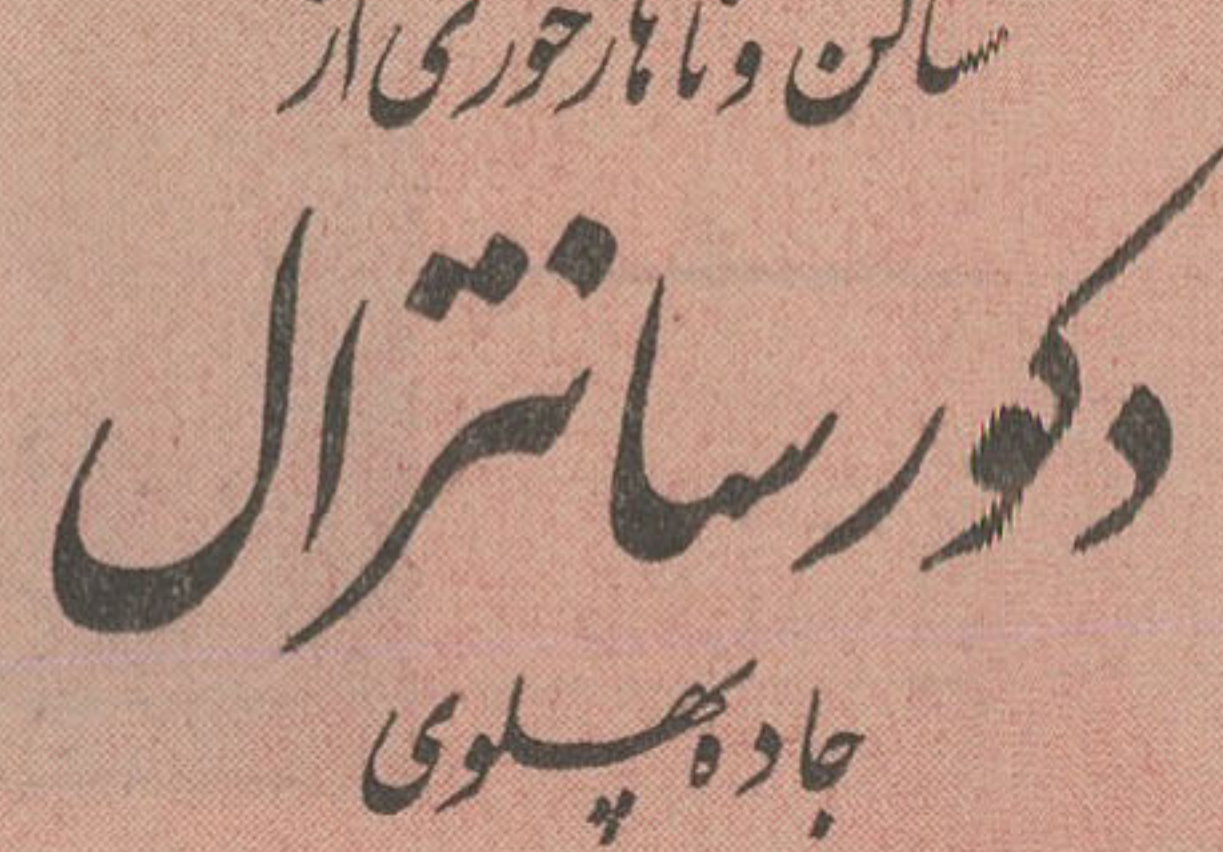 سالن و ناهارخوری از
دکور سانترال
جاده پهلوی